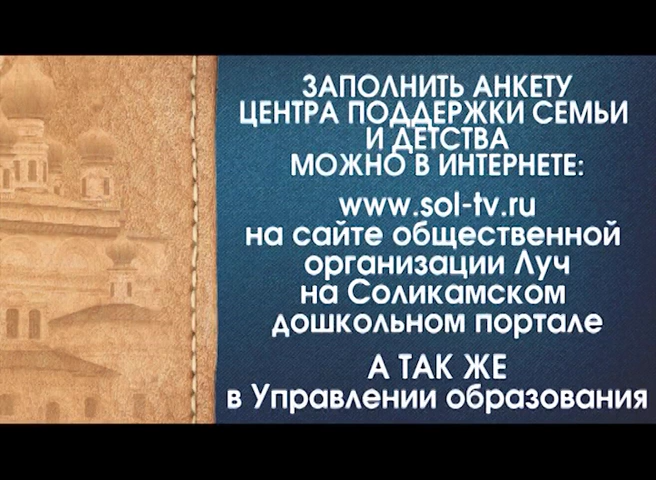 ЗАПОЛНИТЬ АНКЕТУ
ЦЕНТРА ПОДДЕРЖКИ СЕМЬИ
И ДЕТСТВА
МОЖНО В ИНТЕРНЕТЕ:
www.sol-tv.ru
на сайте общественной
организации Луч
на Соликамском
дошкольном портале
А ТАК ЖЕ
в Управлении образования